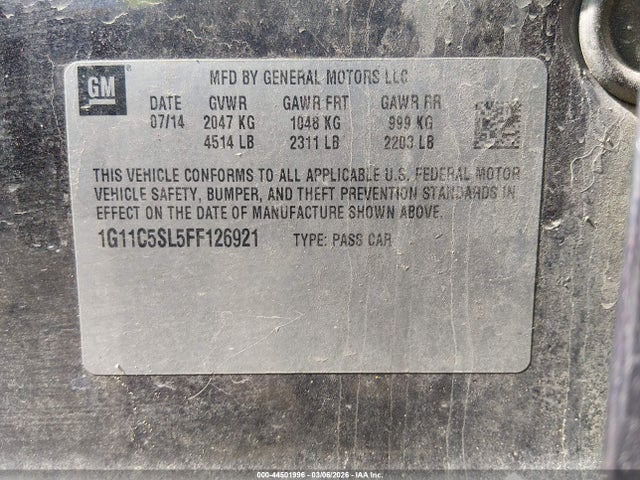 GM
MFD BY GENERAL MOTORS LLC
DATE GVWR GAWR FRT GAWR RR
07/14 2047 KG 1048 KG 999 KG
4514 LB 2311 LB 2203 LB
THIS VEHICLE CONFORMS TO ALL APPLICABLE U.S. FEDERAL MOTOR
VEHICLE SAFETY, BUMPER, AND THEFT PREVENTION STANDARDS IN
EFFECT ON THE DATE OF MANUFACTURE SHOWN ABOVE.
1G11C5SL5FF126921 TYPE: PASS CAR
000-44501996 - 03/06/2026 - IAA Inc.